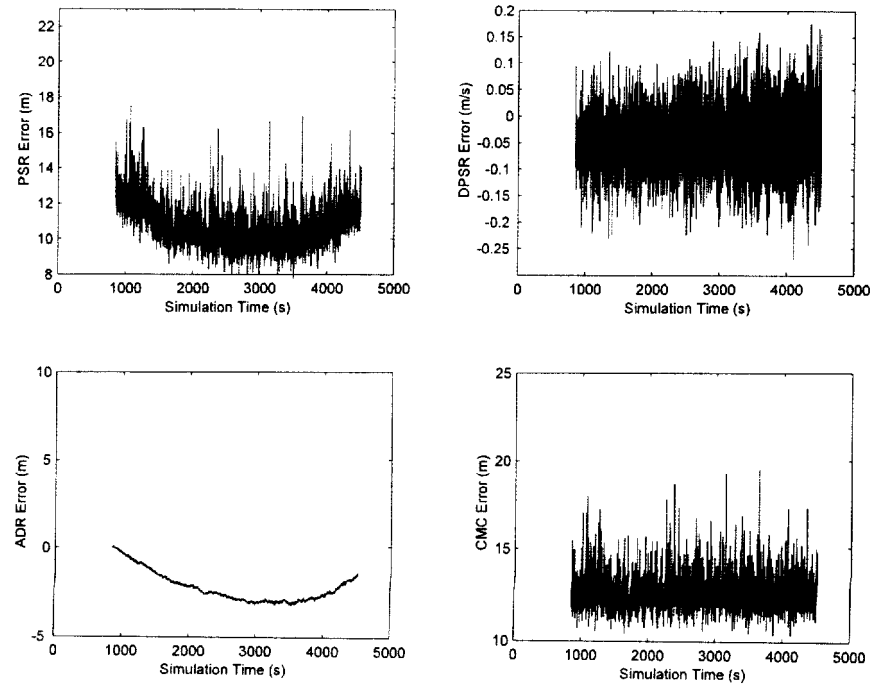 22
20
18
16
14
12
10
8
PSR Error (m)
0 1000 2000 3000 4000 5000
Simulation Time (s)
0.2
0.15
0.1
0.05
0
-0.05
-0.1
-0.15
-0.2
-0.25
DPSR Error (m/s)
0 1000 2000 3000 4000 5000
Simulation Time (s)
10
5
0
-5
ADR Error (m)
0 1000 2000 3000 4000 5000
Simulation Time (s)
25
20
15
10
CMC Error (m)
0 1000 2000 3000 4000 5000
Simulation Time (s)